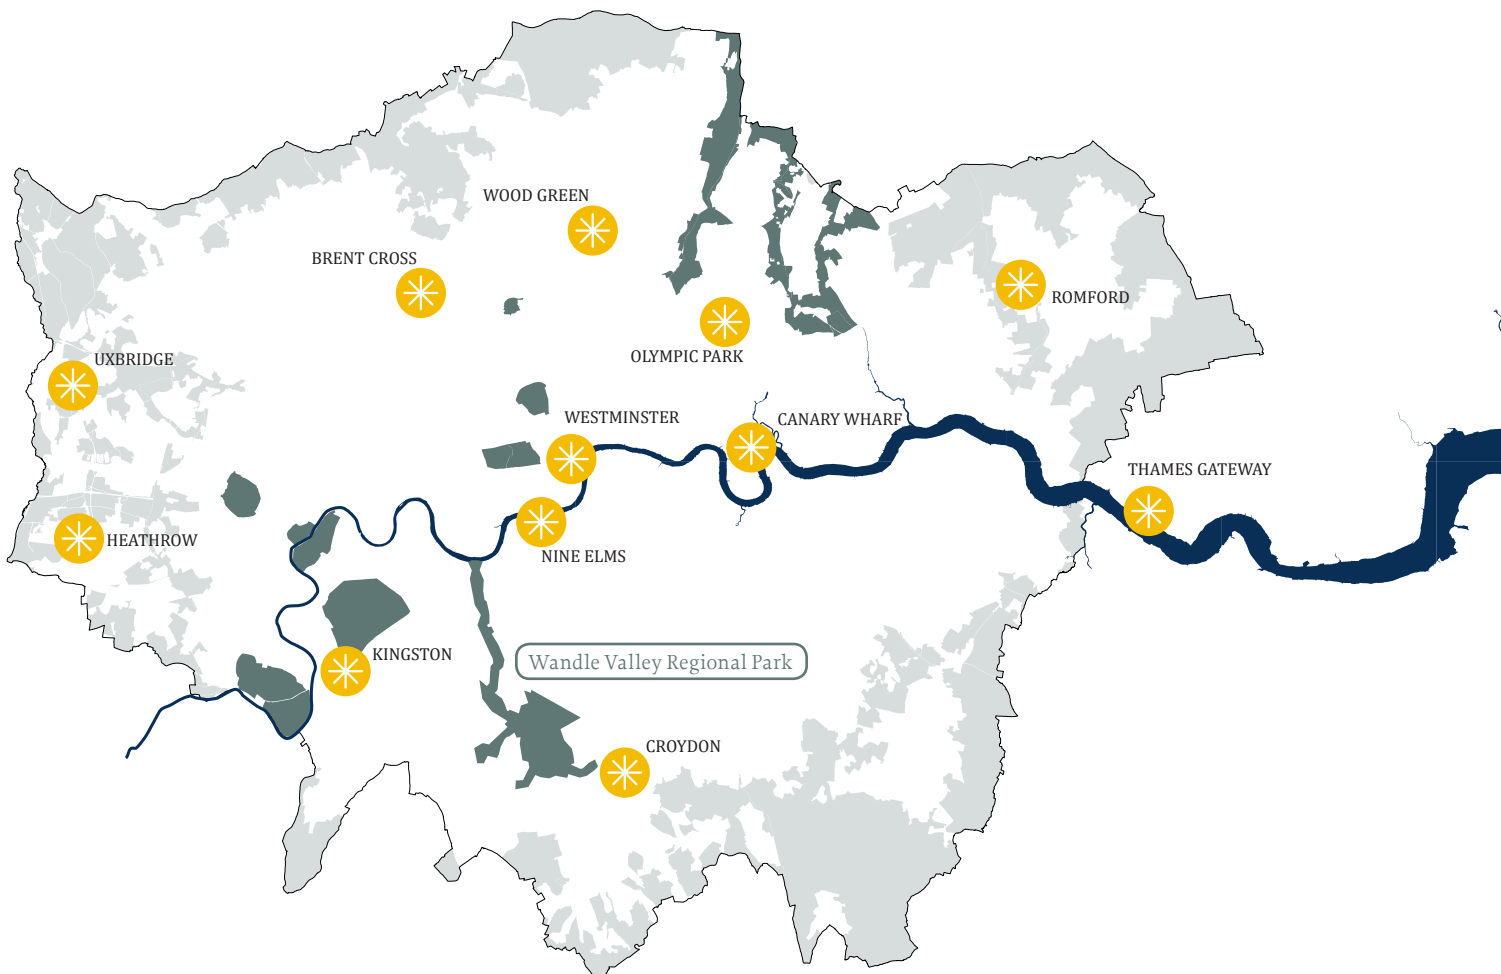 WOOD GREEN
BRENT CROSS
ROMFORD
OLYMPIC PARK
UXBRIDGE
WESTMINSTER
CANARY WHARF
THAMES GATEWAY
HEATHROW
NINE ELMS
KINGSTON
Wandle Valley Regional Park
CROYDON